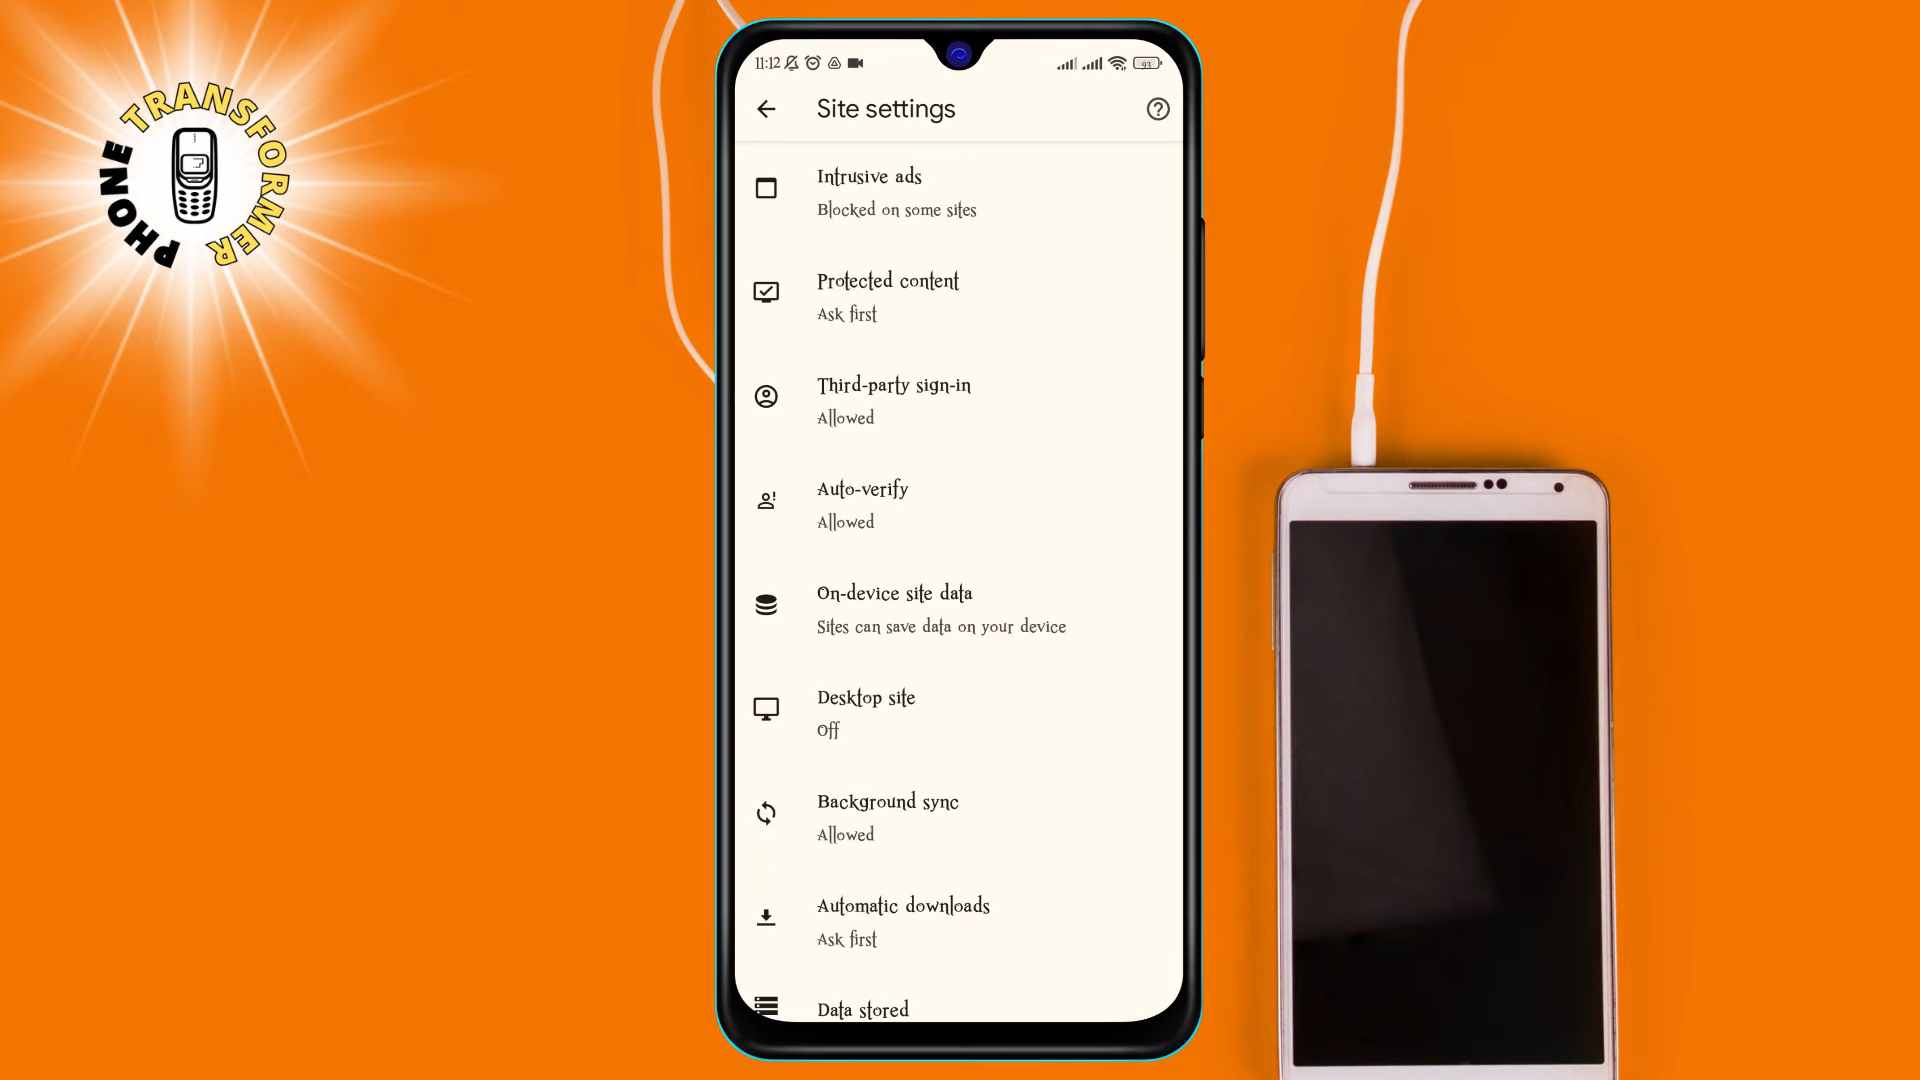 PHONE TRANSFORMER
11:12
93
Site settings
Intrusive ads
Blocked on some sites
Protected content
Ask first
Third-party sign-in
Allowed
Auto-verify
Allowed
On-device site data
Sites can save data on your device
Desktop site
Off
Background sync
Allowed
Automatic downloads
Ask first
Data stored